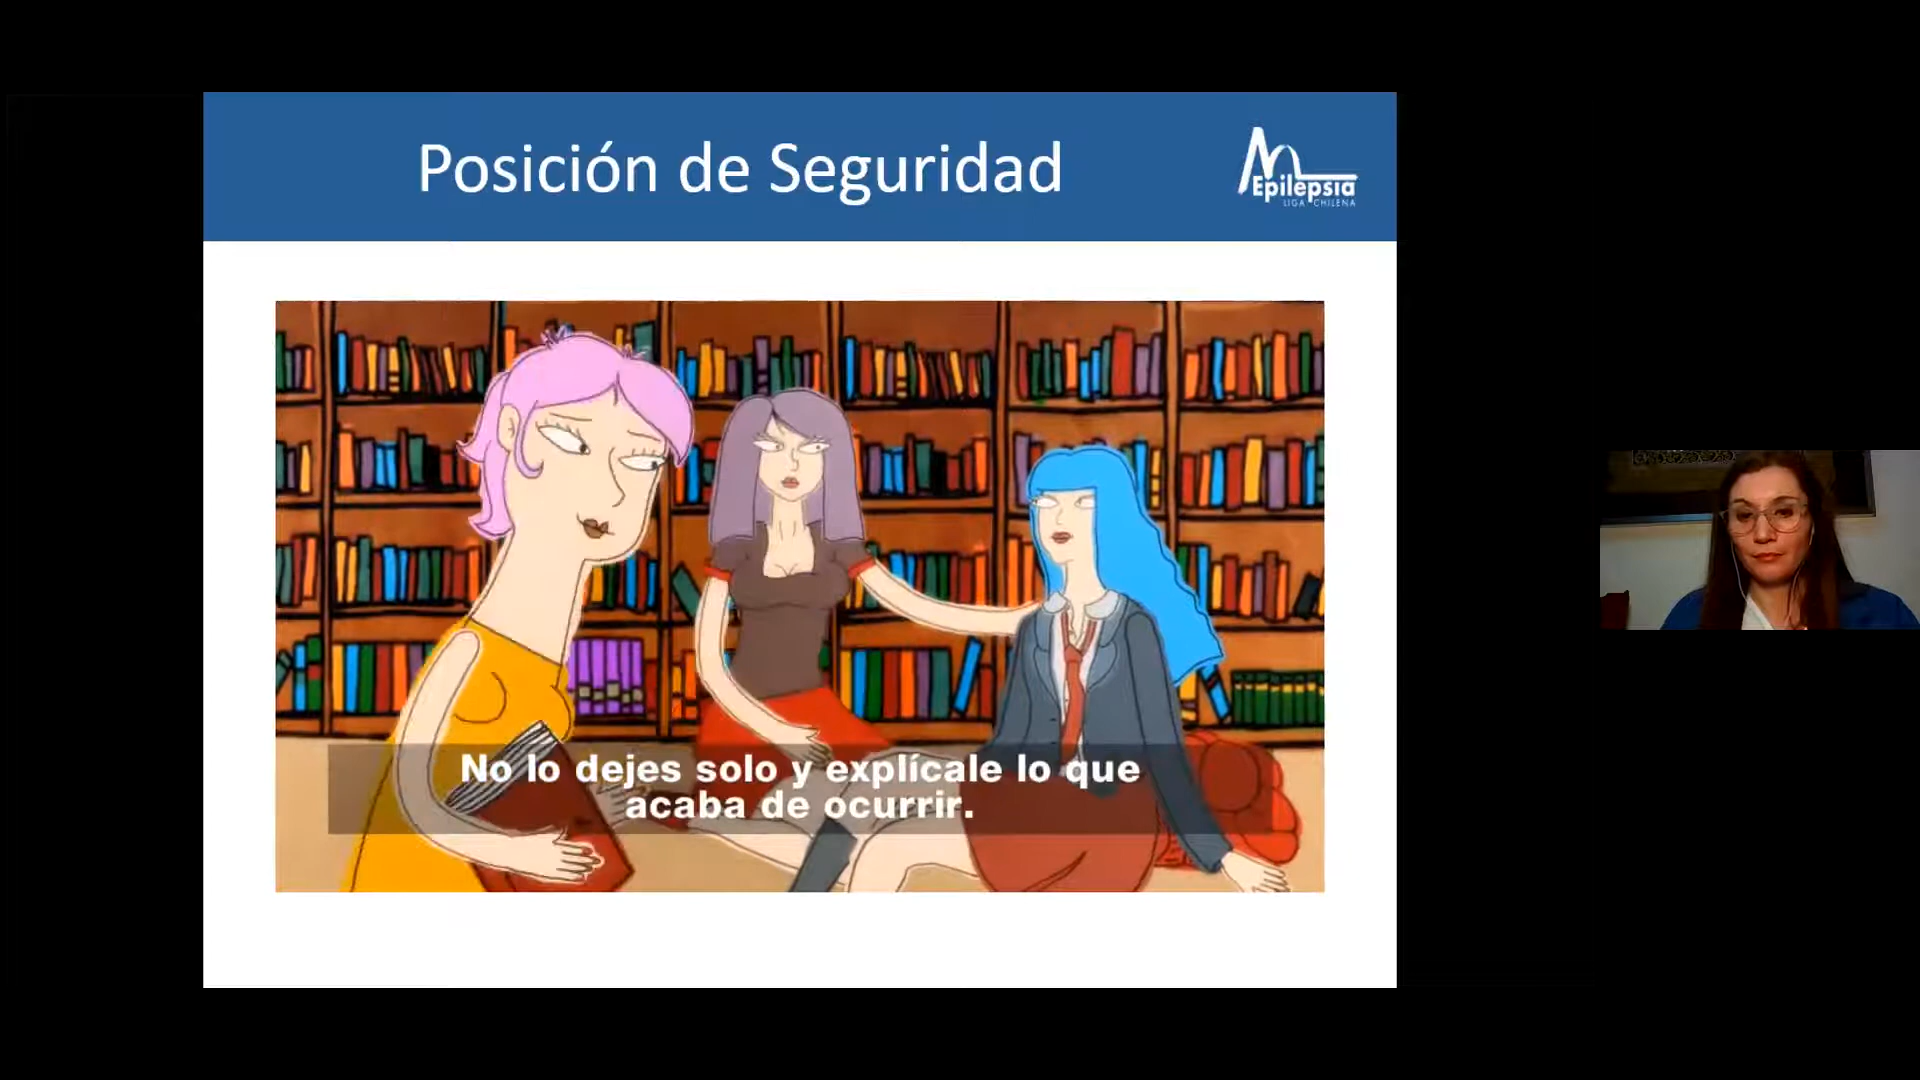 Posición de Seguridad
Epilepsia
LIGA CHILENA
No lo dejes solo y explícale lo que
acaba de ocurrir.